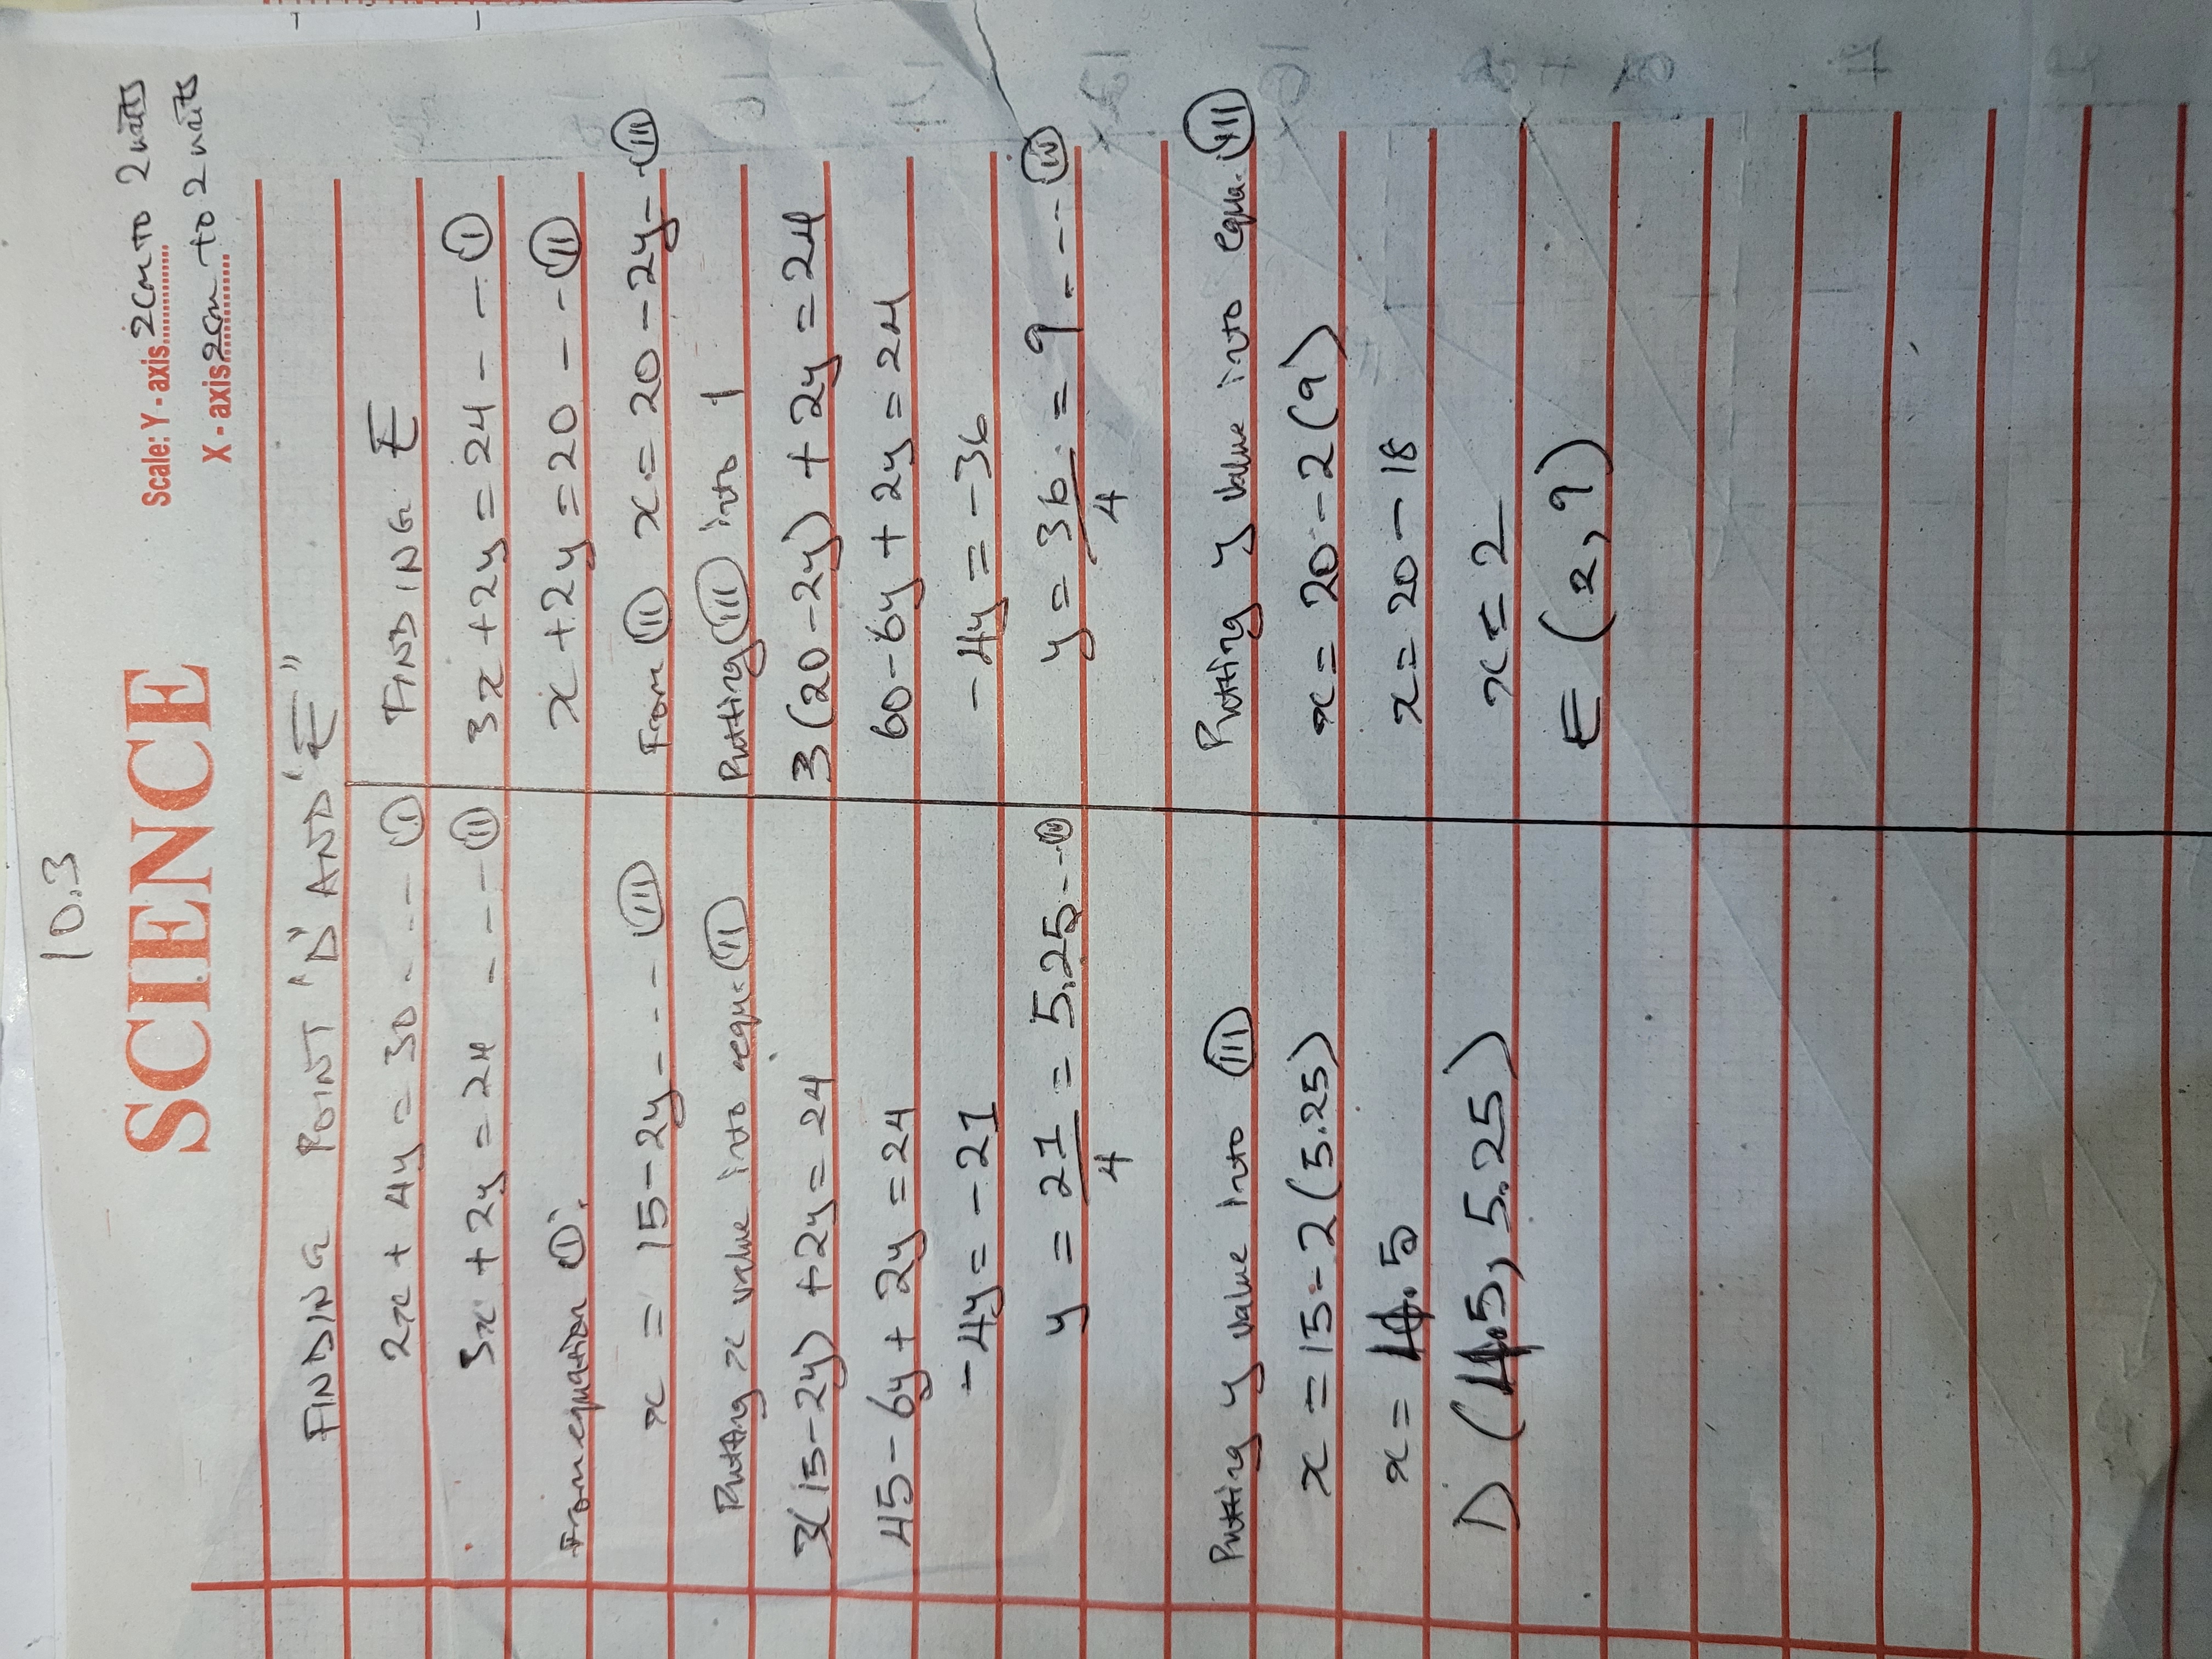 10.3
SCIENCE
Scale: Y - axis 2cm to 2 units
X - axis 2cm to 2 units
FINDING POINT "D" AND "E"
2x + 4y = 30 - - -- (I)
3x + 2y = 24 - - - - (II)
From equation (I):
x = 15 - 2y - - -- (III)
Putting x value into equ. (II)
3(15-2y) + 2y = 24
45 - 6y + 2y = 24
-4y = -21
y = 21/4 = 5.25 - -- (IV)
Putting y value into (III)
x = 15 - 2(5.25)
x = 4.5
D (4.5, 5.25)
FINDING E
3x + 2y = 24 - - (I)
x + 2y = 20 - - (II)
From (II) x = 20 - 2y - - (III)
Putting (III) into 1
3(20-2y) + 2y = 24
60 - 6y + 2y = 24
-4y = -36
y = 36/4 = 9 - --- (IV)
Putting y value into equa. (III)
x = 20 - 2(9)
x = 20 - 18
x = 2
E (2, 9)